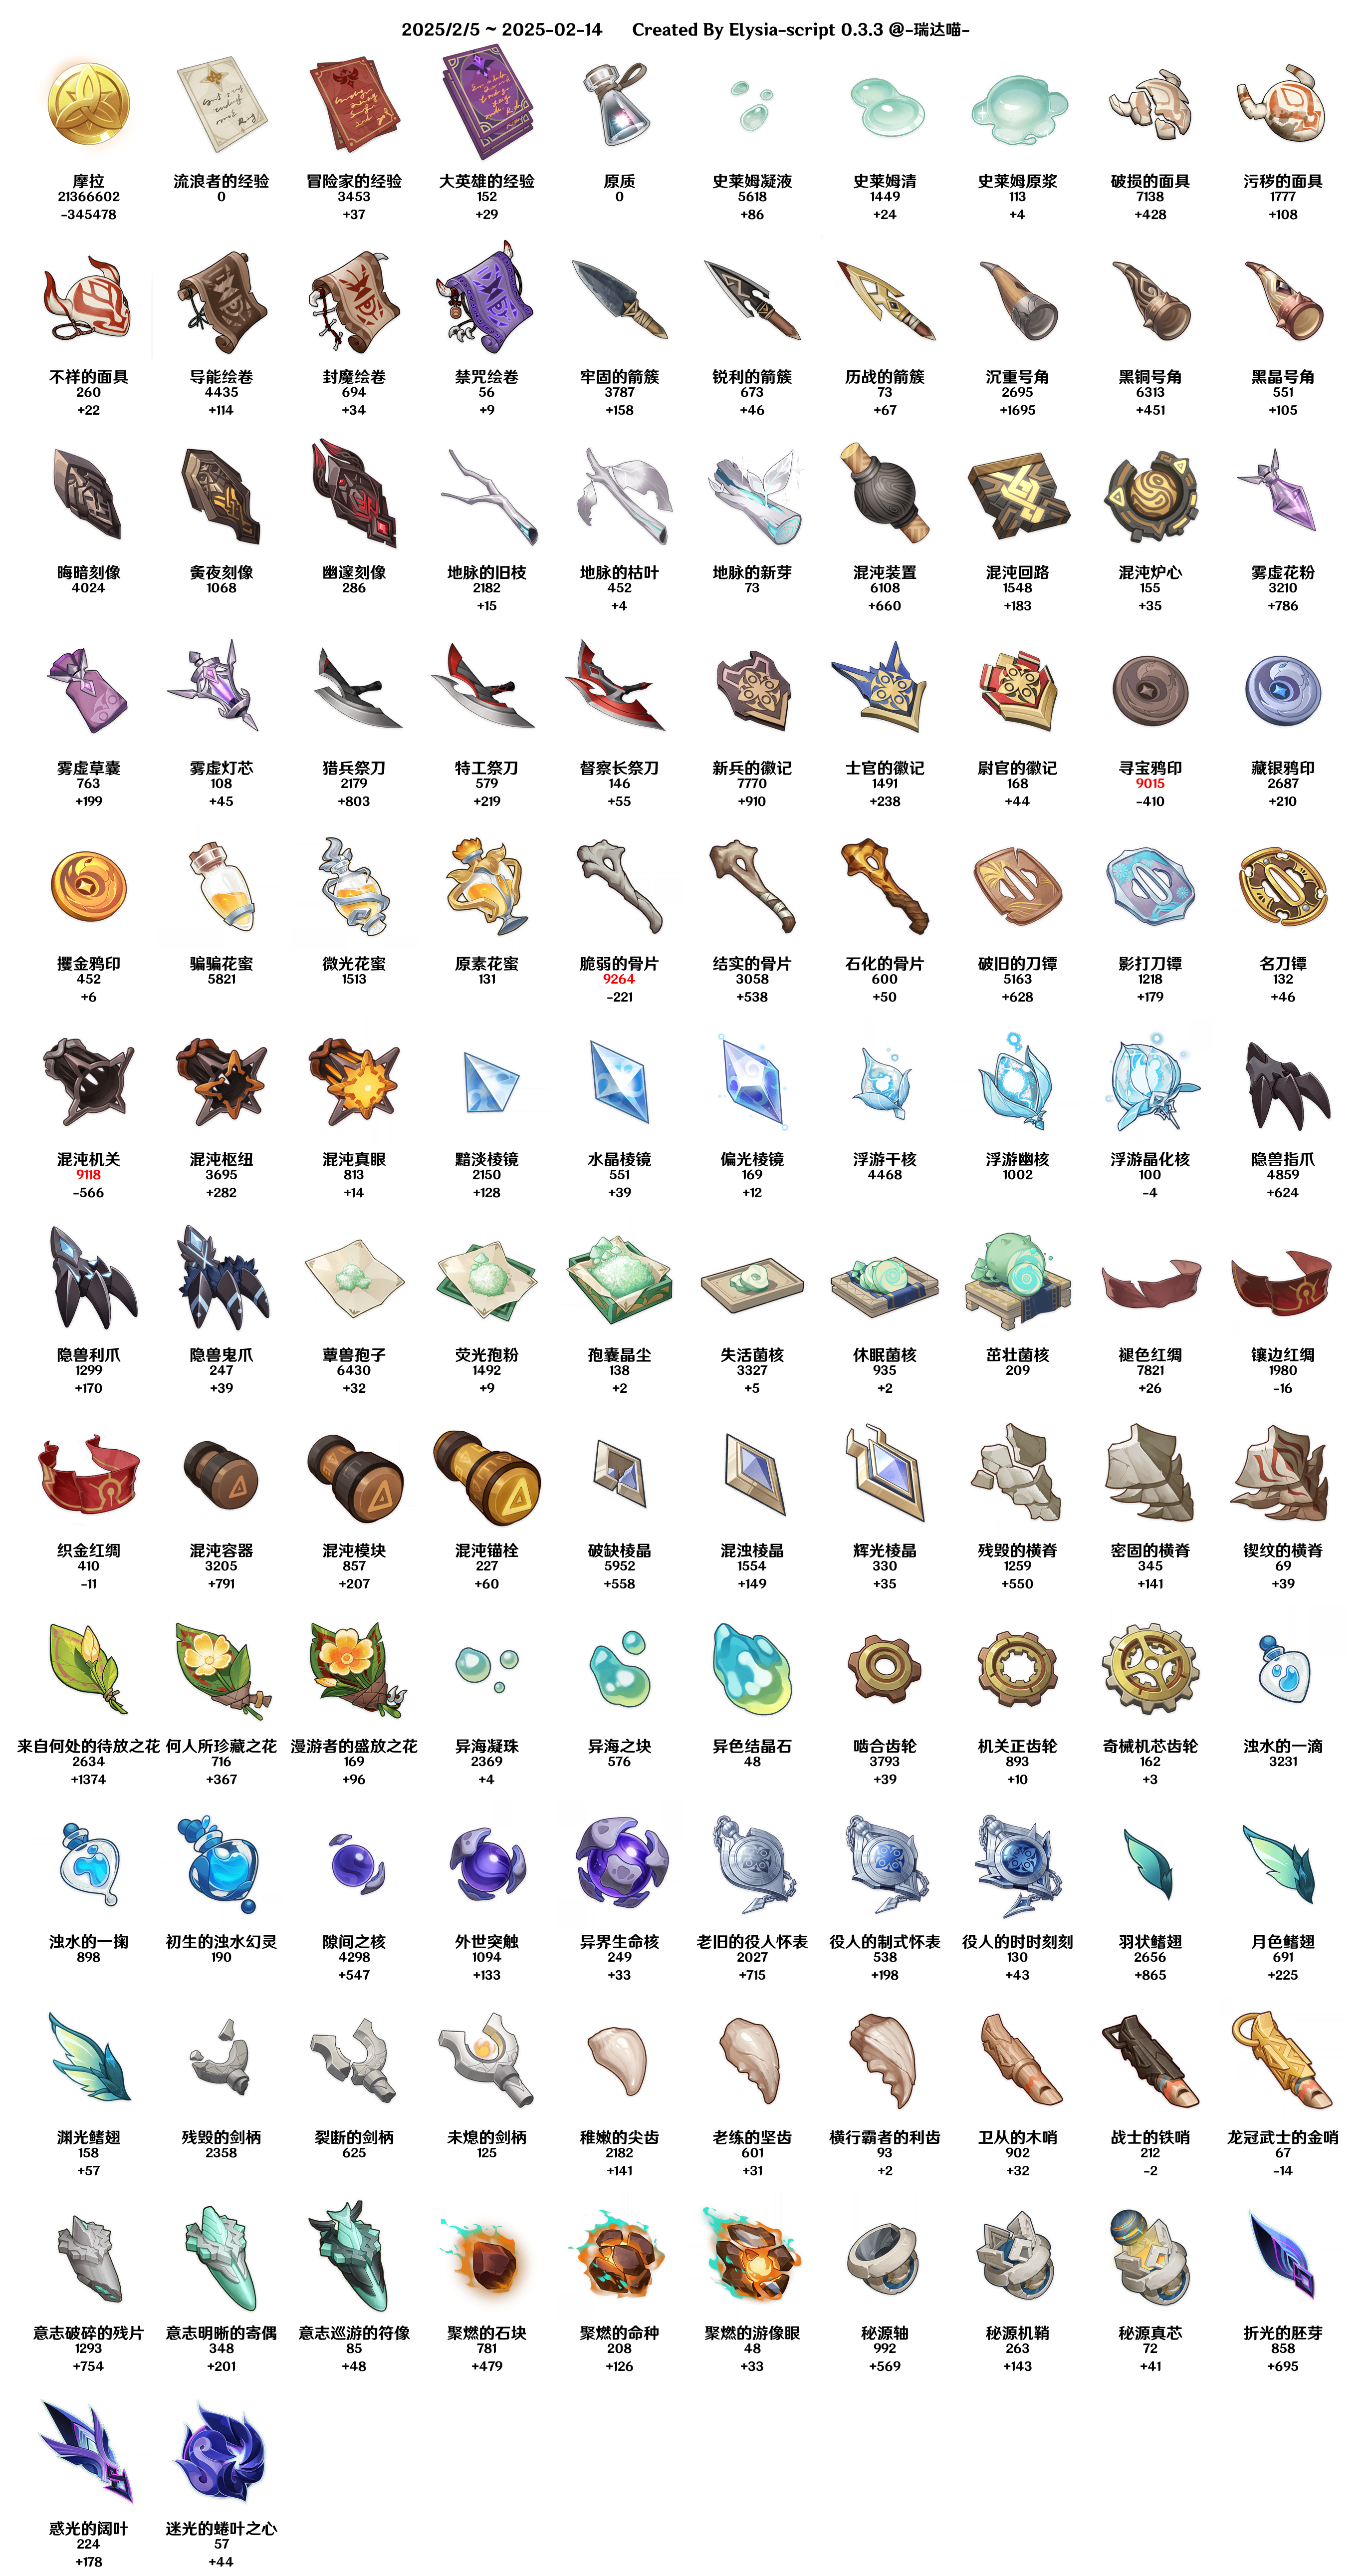 2025/2/5 ~ 2025-02-14 Created By Elysia-script 0.3.3 @-瑞达喵-
摩拉 流浪者的经验 冒险家的经验 大英雄的经验 原质 史莱姆凝液 史莱姆清 史莱姆原浆 破损的面具 污秽的面具
21366602 0 3453 152 0 5618 1449 113 7138 1777
-345478 +37 +29 +86 +24 +4 +428 +108
不祥的面具 导能绘卷 封魔绘卷 禁咒绘卷 牢固的箭簇 锐利的箭簇 历战的箭簇 沉重号角 黑铜号角 黑晶号角
260 4435 694 56 3787 673 73 2695 6313 551
+22 +114 +34 +9 +158 +46 +67 +1695 +451 +105
晦暗刻像 夤夜刻像 幽邃刻像 地脉的旧枝 地脉的枯叶 地脉的新芽 混沌装置 混沌回路 混沌炉心 雾虚花粉
4024 1068 286 2182 452 73 6108 1548 155 3210
+15 +4 +660 +183 +35 +786
雾虚草囊 雾虚灯芯 猎兵祭刀 特工祭刀 督察长祭刀 新兵的徽记 士官的徽记 尉官的徽记 寻宝鸦印 藏银鸦印
763 108 2179 579 146 7770 1491 168 9015 2687
+199 +45 +803 +219 +55 +910 +238 +44 -410 +210
攫金鸦印 骗骗花蜜 微光花蜜 原素花蜜 脆弱的骨片 结实的骨片 石化的骨片 破旧的刀镡 影打刀镡 名刀镡
452 5821 1513 131 9264 3058 600 5163 1218 132
+6 -221 +538 +50 +628 +179 +46
混沌机关 混沌枢纽 混沌真眼 黯淡棱镜 水晶棱镜 偏光棱镜 浮游干核 浮游幽核 浮游晶化核 隐兽指爪
9118 3695 813 2150 551 169 4468 1002 100 4859
-566 +282 +14 +128 +39 +12 -4 +624
隐兽利爪 隐兽鬼爪 蕈兽孢子 荧光孢粉 孢囊晶尘 失活菌核 休眠菌核 茁壮菌核 褪色红绸 镶边红绸
1299 247 6430 1492 138 3327 935 209 7821 1980
+170 +39 +32 +9 +2 +5 +2 +26 -16
织金红绸 混沌容器 混沌模块 混沌锚栓 破缺棱晶 混浊棱晶 辉光棱晶 残毁的横脊 密固的横脊 锲纹的横脊
410 3205 857 227 5952 1554 330 1259 345 69
-11 +791 +207 +60 +558 +149 +35 +550 +141 +39
来自何处的待放之花 何人所珍藏之花 漫游者的盛放之花 异海凝珠 异海之块 异色结晶石 啮合齿轮 机关正齿轮 奇械机芯齿轮 浊水的一滴
2634 716 169 2369 576 48 3793 893 162 3231
+1374 +367 +96 +4 +39 +10 +3
浊水的一掬 初生的浊水幻灵 隙间之核 外世突触 异界生命核 老旧的役人怀表 役人的制式怀表 役人的时时刻刻 羽状鳍翅 月色鳍翅
898 190 4298 1094 249 2027 538 130 2656 691
+547 +133 +33 +715 +198 +43 +865 +225
渊光鳍翅 残毁的剑柄 裂断的剑柄 未熄的剑柄 稚嫩的尖齿 老练的坚齿 横行霸者的利齿 卫从的木哨 战士的铁哨 龙冠武士的金哨
158 2358 625 125 2182 601 93 902 212 67
+57 +141 +31 +2 +32 -2 -14
意志破碎的残片 意志明晰的寄偶 意志巡游的符像 聚燃的石块 聚燃的命种 聚燃的游像眼 秘源轴 秘源机鞘 秘源真芯 折光的胚芽
1293 348 85 781 208 48 992 263 72 858
+754 +201 +48 +479 +126 +33 +569 +143 +41 +695
惑光的阔叶 迷光的蜷叶之心
224 57
+178 +44